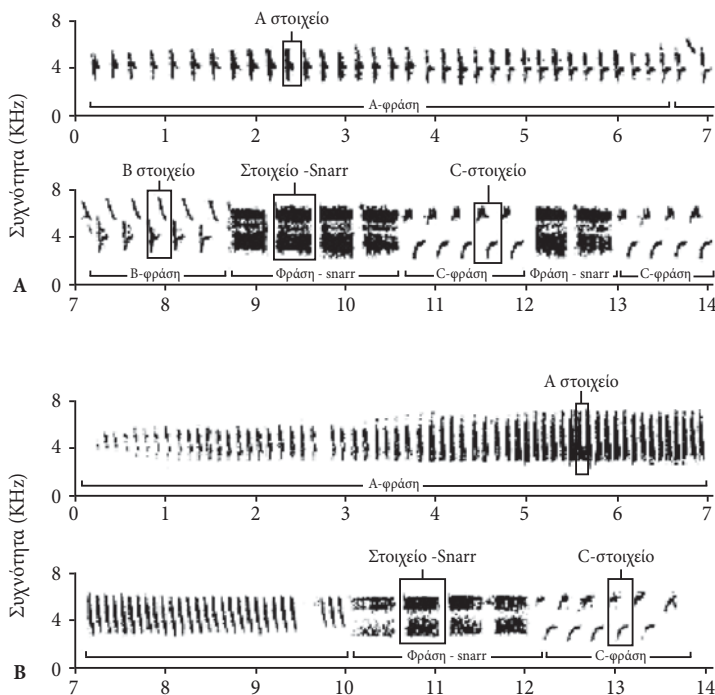 Α στοιχείο
8
4
0
Α-φράση
0 1 2 3 4 5 6 7
Συχνότητα (KHz)
Β στοιχείο Στοιχείο -Snarr C-στοιχείο
8
4
0
Β-φράση Φράση - snarr C-φράση Φράση - snarr C-φράση
A
7 8 9 10 11 12 13 14
Α στοιχείο
8
4
0
Α-φράση
0 1 2 3 4 5 6 7
Συχνότητα (KHz)
Στοιχείο -Snarr C-στοιχείο
8
4
0
Φράση - snarr C-φράση
B
7 8 9 10 11 12 13 14